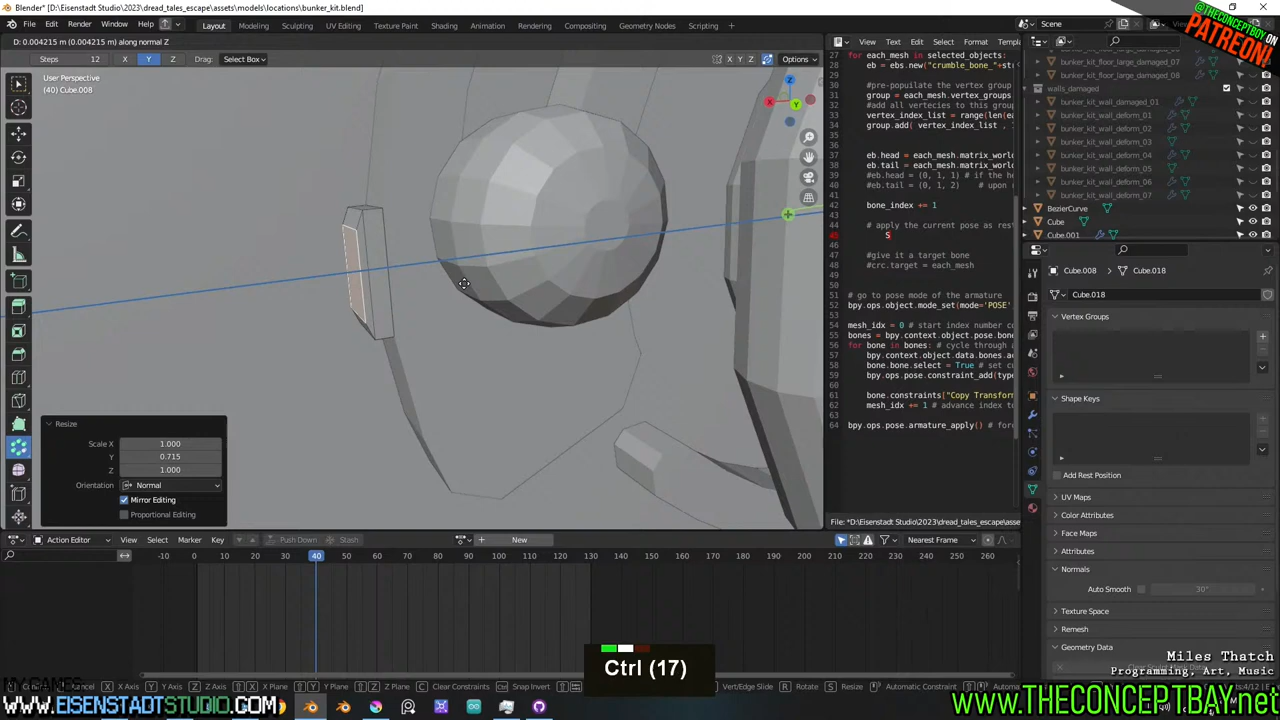 Blender* [D:\Eisenstadt Studio\2023\dread_tales_escape\assets\models\locations\bunker_kit.blend]
File Edit Render Window Help Layout Modeling Sculpting UV Editing Texture Paint Shading Animation Rendering Compositing Geometry Nodes Scripting Scene
D: 0.004215 m (0.004215 m) along normal Z
View Text Edit Select Format
Steps 12 X Y Z Drag: Select Box X Y Z Options
User Perspective
(40) Cube.008
27 for each_mesh in selected_objects:
28 eb = ebs.new("crumble_bone_"+str
30 #pre-populate the vertex group
31 group = each_mesh.vertex_groups
32 #add all vertecies to this group
33 vertex_index_list = range(len(ea
34 group.add( vertex_index_list ,
35
36
37 eb.head = each_mesh.matrix_worl
38 eb.tail = each_mesh.matrix_worl
39 #eb.head = (0, 1, 1) # if the he
40 #eb.tail = (0, 1, 2) # upon
41
42 bone_index += 1
43
44 # apply the current pose as rest
S
46
47 #give it a target bone
48 #crc.target = each_mesh
49
50
51 # go to pose mode of the armature
52 bpy.ops.object.mode_set(mode='POSE'
53
54 mesh_idx = 0 # start index number
55 bones = bpy.context.object.pose.bone
56 for bone in bones: # cycle through
57 bpy.context.object.data.bones.ac
58 bone.bone.select = True # set c
59 bpy.ops.pose.constraint_add(type
60
61 bone.constraints["Copy Transform
62 mesh_idx += 1 # advance index to
63
64 bpy.ops.pose.armature_apply() # for
File: *D:\Eisenstadt Studio\2023\dread_tales_escape\asse
bunker_kit_floor_large_damaged_07
bunker_kit_floor_large_damaged_08
walls_damaged
bunker_kit_wall_damaged_01
bunker_kit_wall_deform_01
bunker_kit_wall_deform_02
bunker_kit_wall_deform_03
bunker_kit_wall_deform_04
bunker_kit_wall_deform_05
bunker_kit_wall_deform_06
bunker_kit_wall_deform_07
BezierCurve
Cube
Cube.001
Cube.008 Cube.018
Cube.018
Vertex Groups
Shape Keys
Add Rest Position
UV Maps
Color Attributes
Face Maps
Attributes
Normals
Auto Smooth 30°
Texture Space
Remesh
Geometry Data
Resize
Scale X 1.000
Y 0.715
Z 1.000
Orientation Normal
Mirror Editing
Proportional Editing
Action Editor View Select Marker Key Push Down Stash New Nearest Frame
-10 0 10 20 30 40 50 60 70 80 90 100 110 120 130 140 150 160 170 180 190 200 210 220 230 240 250 260
Ctrl (17)
X Axis Y Axis Z Axis X Plane Y Plane Z Plane Clear Constraints Snap Invert Vert/Edge Slide Rotate Resize Automatic Constraint
@THECONCEPTBOY ON
PATREON!
Miles Thatch
Programming, Art, Music
WWW.EISENSTADTSTUDIO.COM
www.THECONCEPTBAY.net